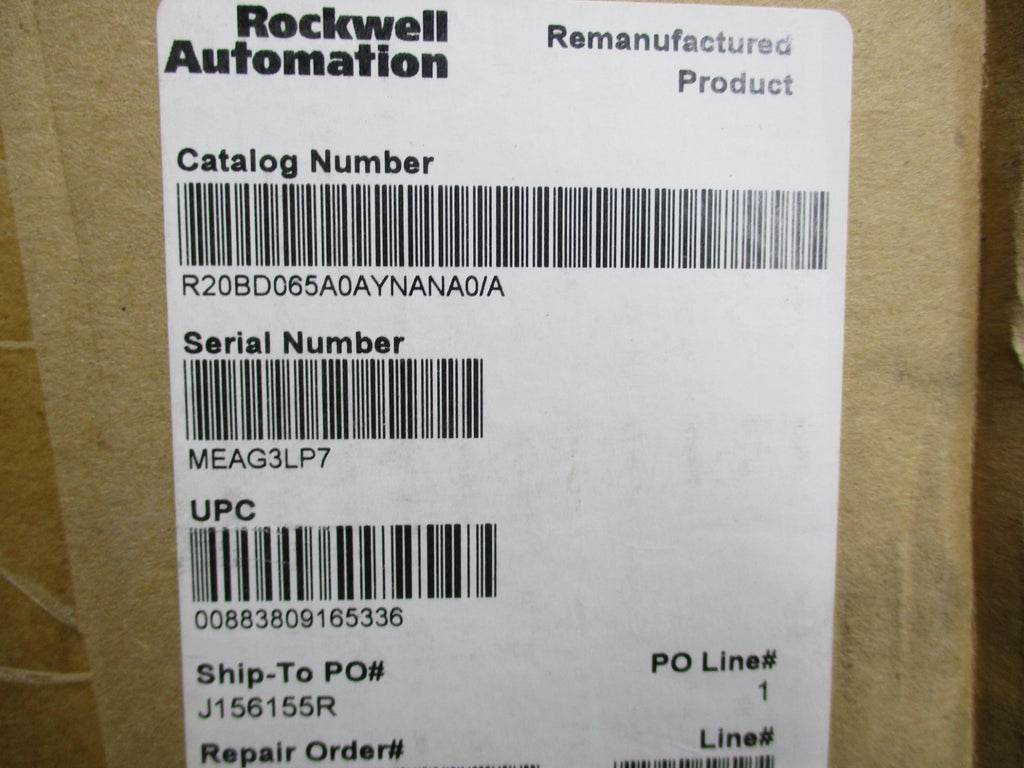 Rockwell
Automation
Remanufactured
Product
Catalog Number
R20BD065A0AYNANA0/A
Serial Number
MEAG3LP7
UPC
00883809165336
Ship-To PO#
J156155R
PO Line#
1
Repair Order#
Line#